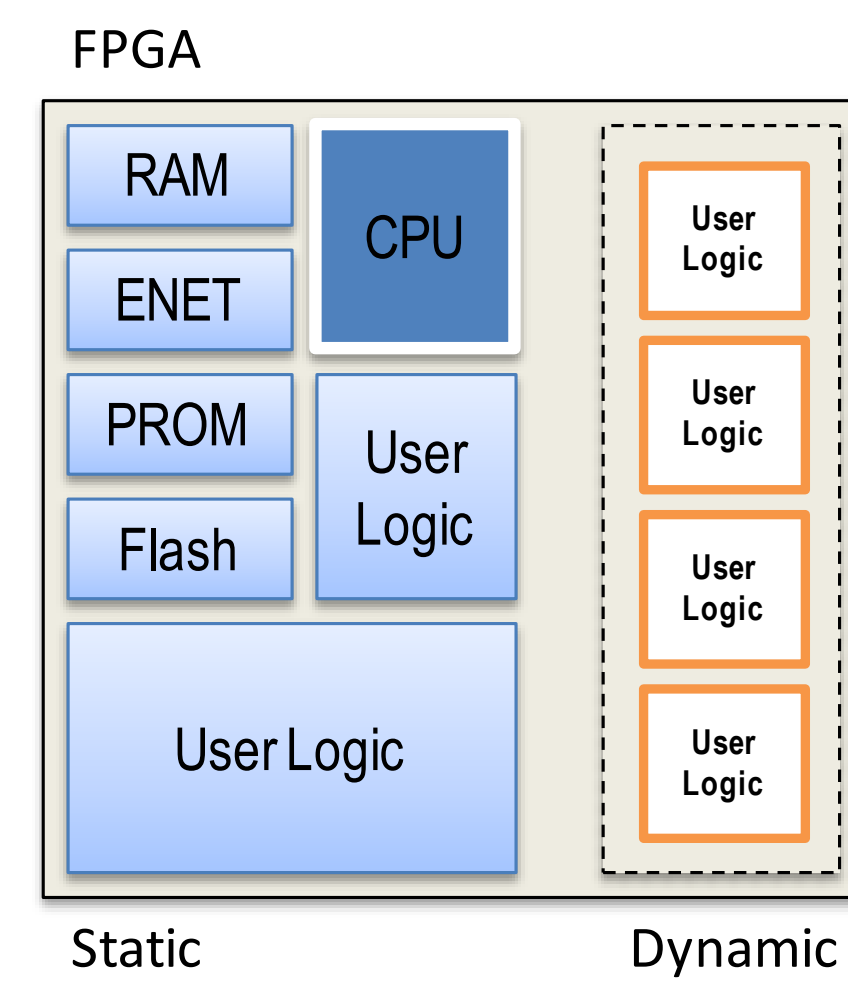 FPGA
RAM
ENET
PROM
Flash
CPU
User
Logic
User Logic
User
Logic
User
Logic
User
Logic
User
Logic
Static
Dynamic